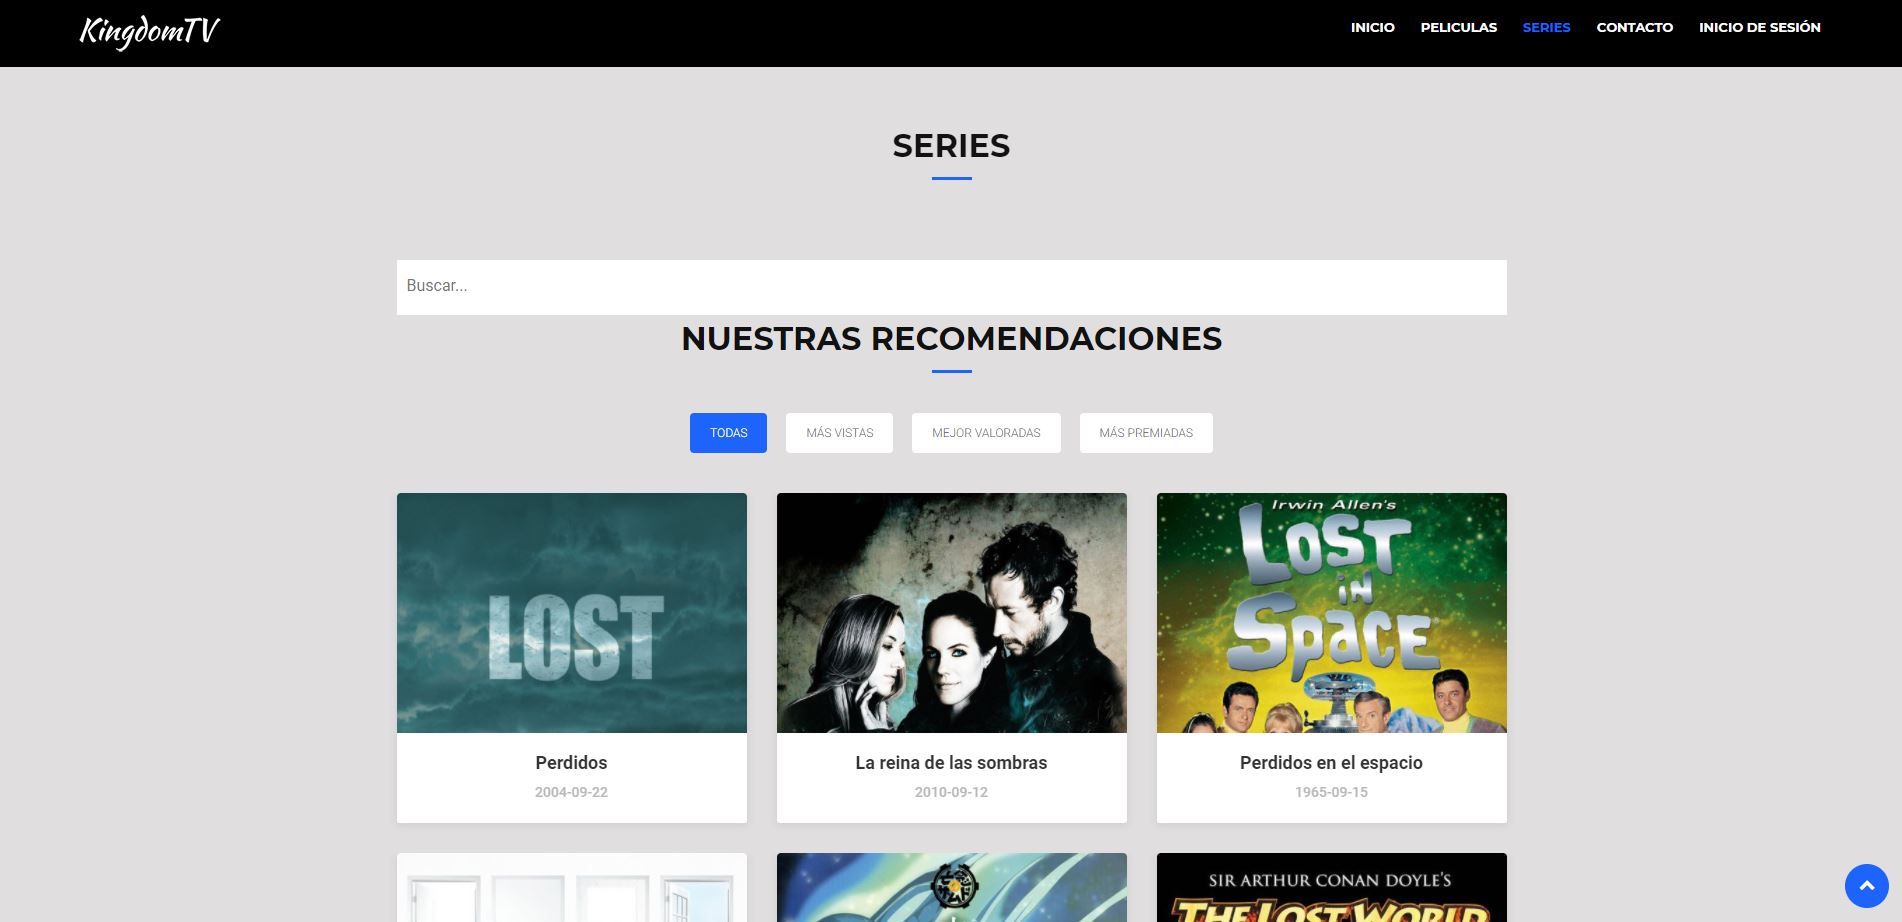 KingdomTV
INICIO PELICULAS SERIES CONTACTO INICIO DE SESIÓN
SERIES
Buscar...
NUESTRAS RECOMENDACIONES
TODAS MÁS VISTAS MEJOR VALORADAS MÁS PREMIADAS
LOST
Irwin Allen's
LOST
IN
SPACE
Perdidos
2004-09-22
La reina de las sombras
2010-09-12
Perdidos en el espacio
1965-09-15
SIR ARTHUR CONAN DOYLE'S
THE LOST WORLD